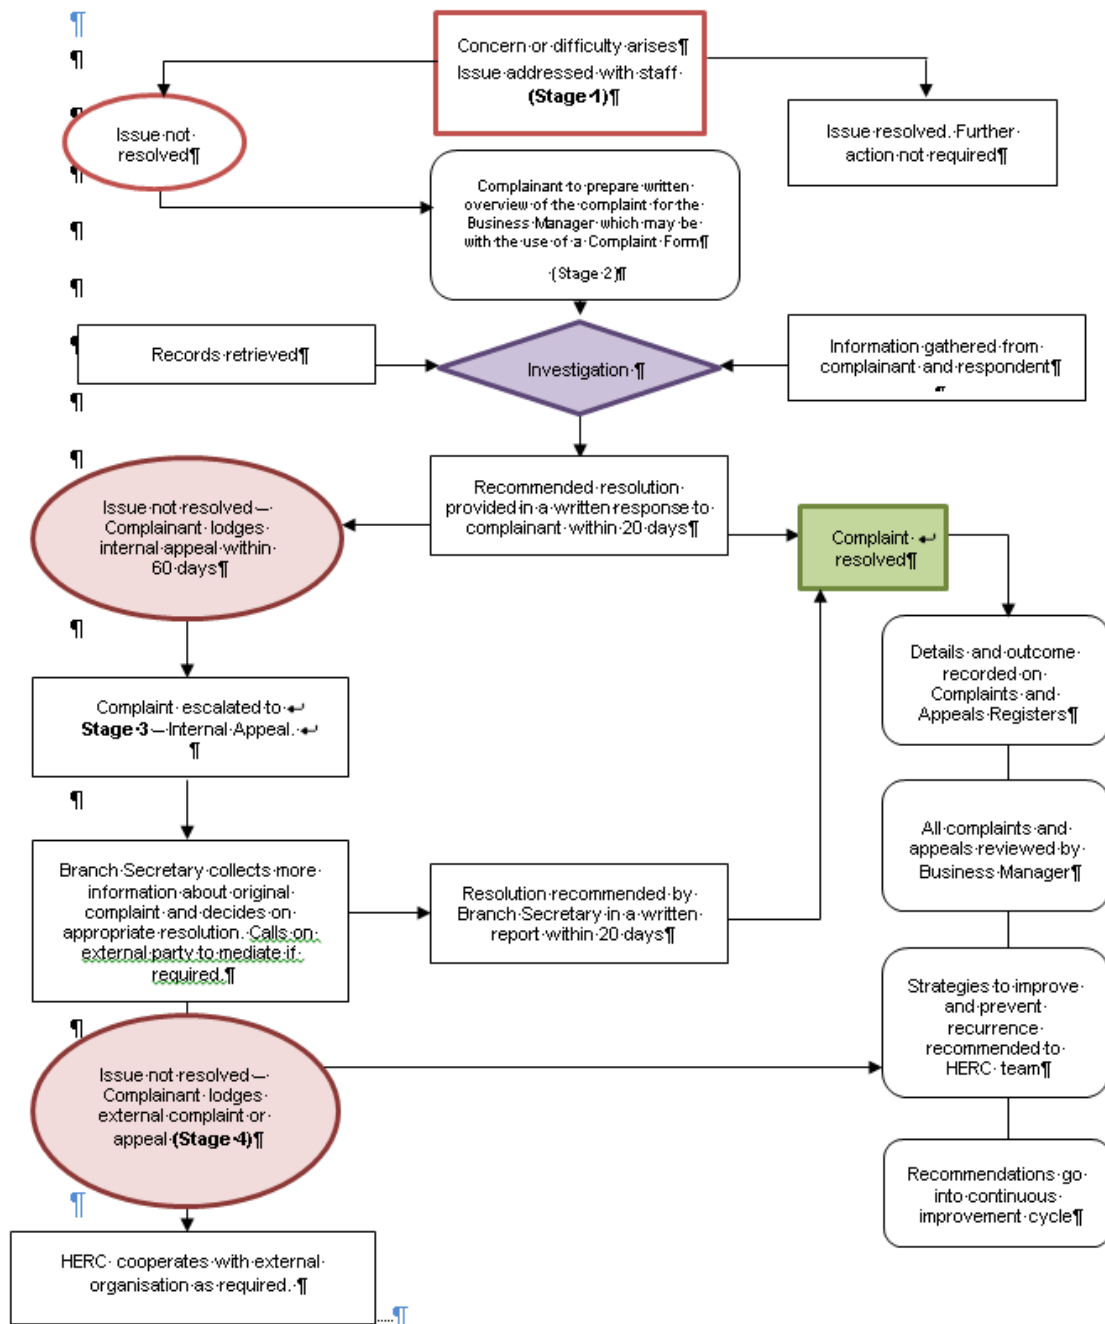 Concern or difficulty arises¶
Issue addressed with staff
(Stage 1)¶
Issue not
resolved¶
Issue resolved. Further
action not required¶
Complainant to prepare written
overview of the complaint for the
Business Manager which may be
with the use of a Complaint Form¶
(Stage 2)¶
Records retrieved¶
Investigation ¶
Information gathered from
complainant and respondent¶
¶
Recommended resolution
provided in a written response to
complainant within 20 days¶
Issue not resolved –
Complainant lodges
internal appeal within
60 days¶
Complaint ↵
resolved¶
Details and outcome
recorded on
Complaints and
Appeals Registers¶
Complaint escalated to ↵
Stage 3 – Internal Appeal. ↵
¶
All complaints and
appeals reviewed by
Business Manager¶
Branch Secretary collects more
information about original
complaint and decides on
appropriate resolution. Calls on
external party to mediate if
required.¶
Resolution recommended by
Branch Secretary in a written
report within 20 days¶
Strategies to improve
and prevent
recurrence
recommended to
HERC team¶
Issue not resolved –
Complainant lodges
external complaint or
appeal (Stage 4)¶
Recommendations go
into continuous
improvement cycle¶
HERC cooperates with external
organisation as required. ¶